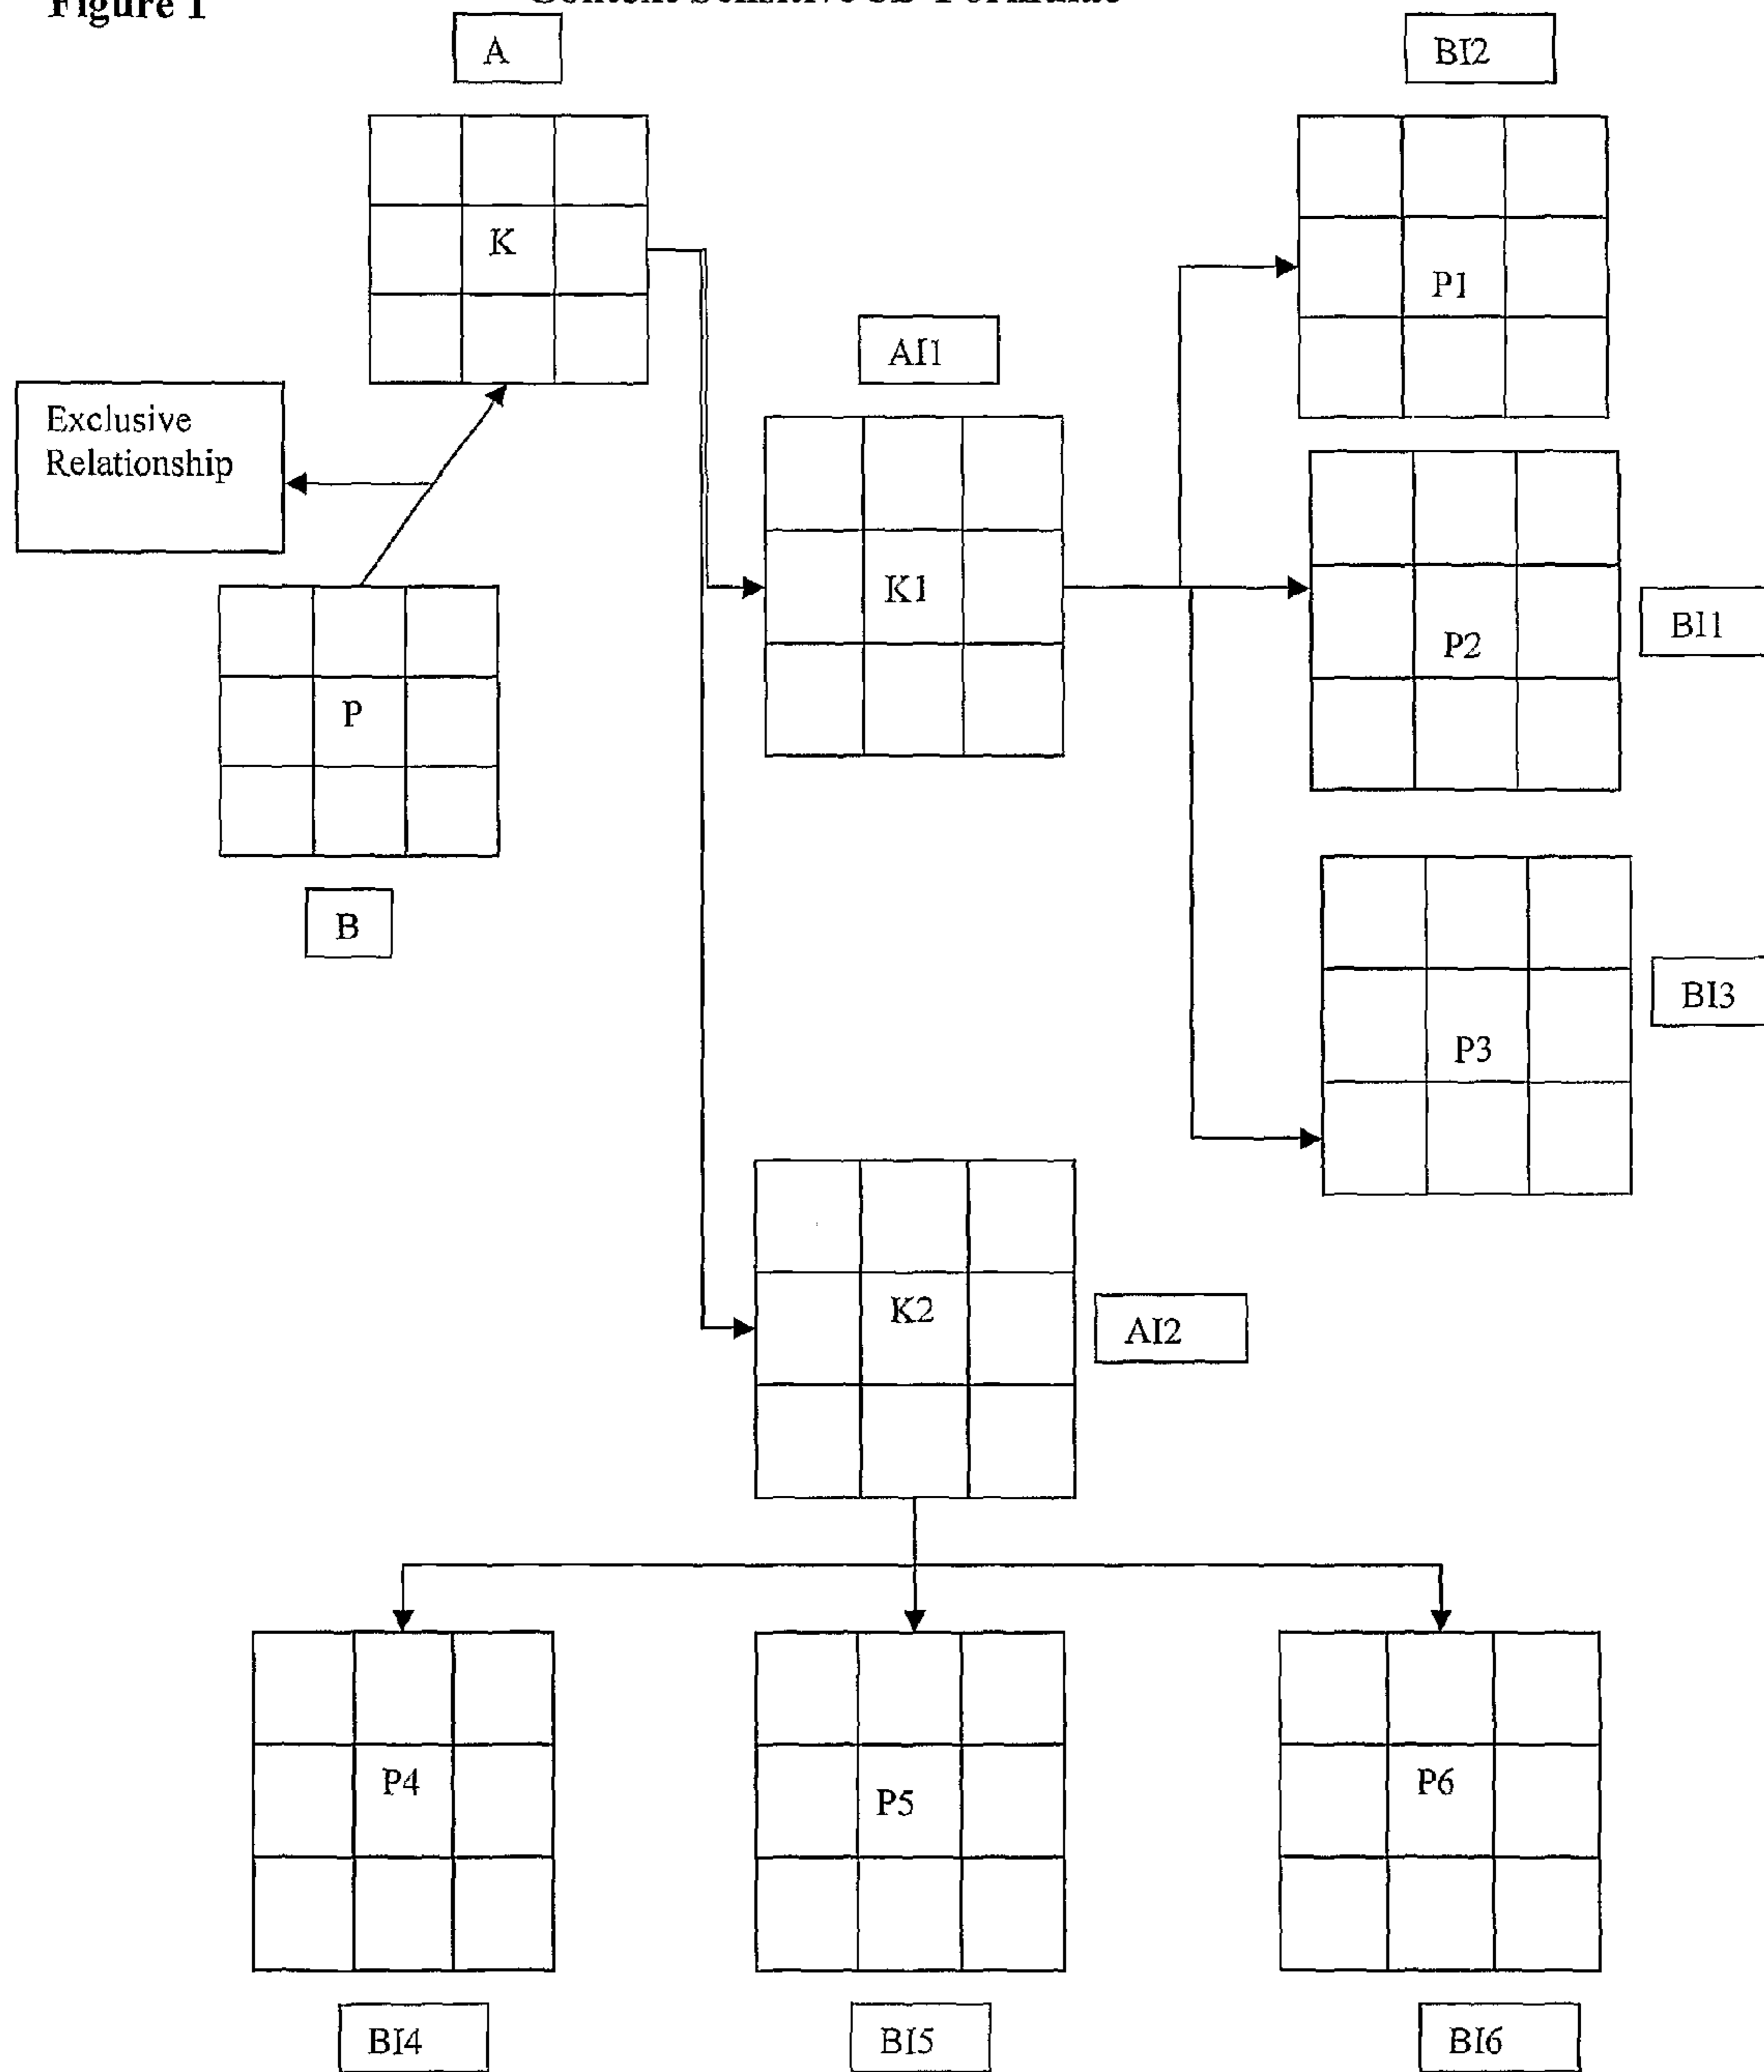 Figure 1
A
BI2
K
P1
AI1
Exclusive
Relationship
K1
BI1
P2
P
B
BI3
P3
K2
AI2
P4
P5
P6
BI4
BI5
BI6